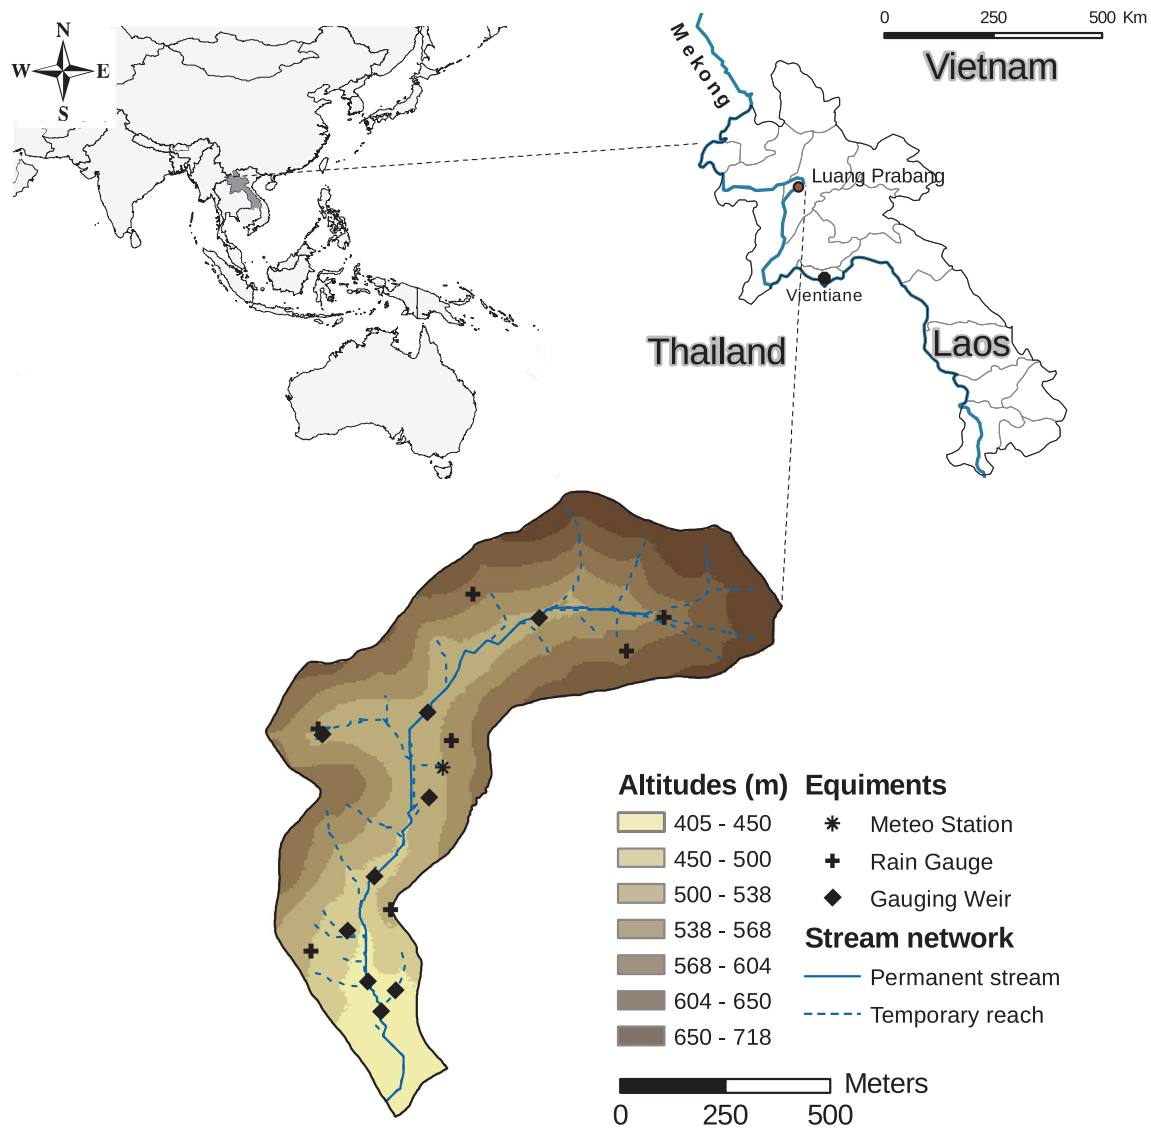 N
W E
S
0 250 500 Km
Mekong
Vietnam
Luang Prabang
Vientiane
Thailand
Laos
Altitudes (m)
405 - 450
450 - 500
500 - 538
538 - 568
568 - 604
604 - 650
650 - 718
Equiments
Meteo Station
Rain Gauge
Gauging Weir
Stream network
Permanent stream
Temporary reach
Meters
0 250 500